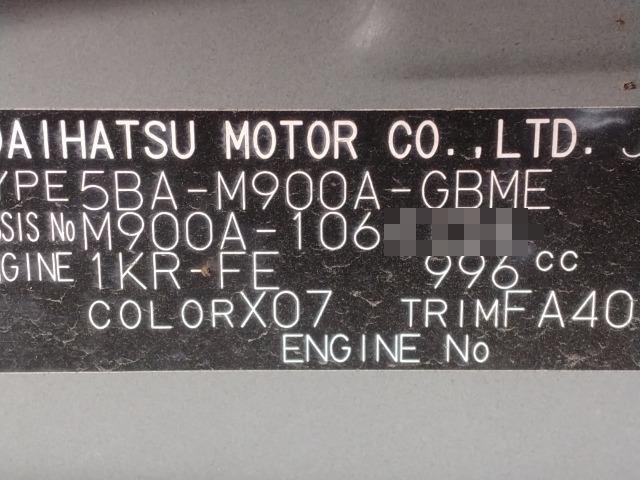 DAIHATSU MOTOR CO.,LTD. J
YPE 5BA-M900A-GBME
SSIS No M900A-106
GINE 1KR-FE 996 cc
COLOR X07 TRIM FA40
ENGINE No